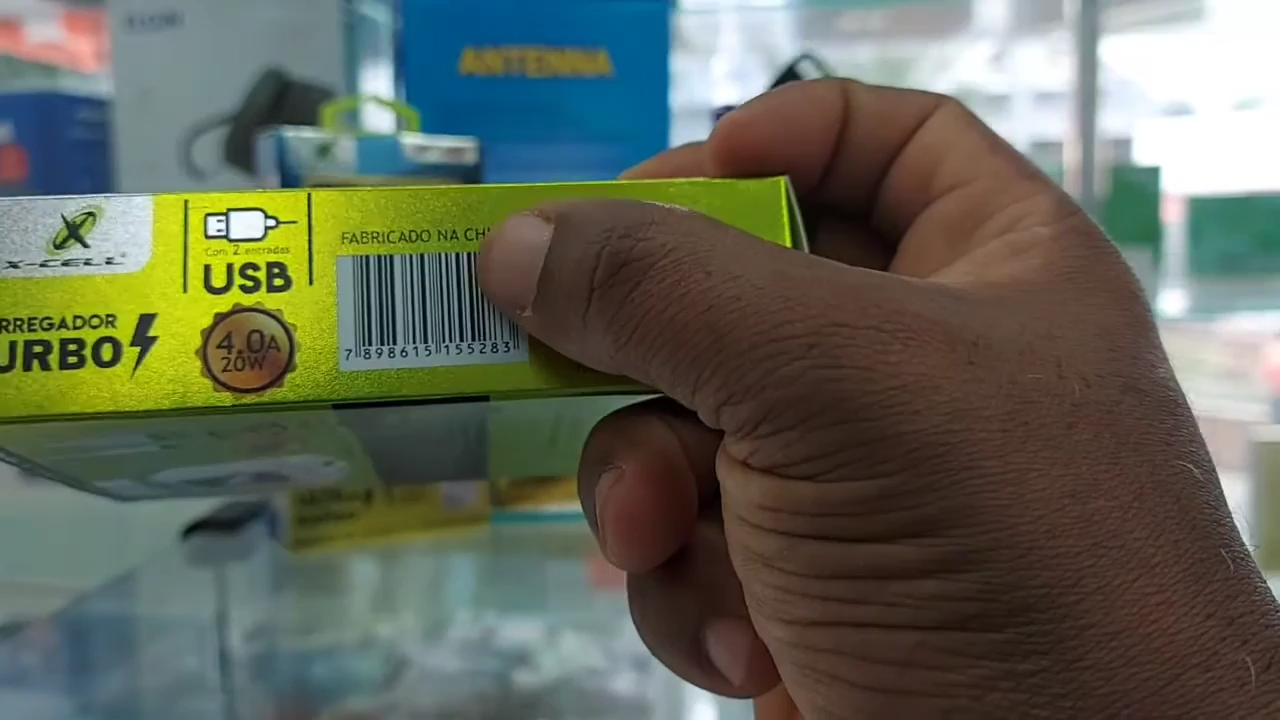 ANTENNA
X-CELL
Com 2 entradas
USB
FABRICADO NA CH
RREGADOR
URBO
4.0A
20W
7 898615 155283